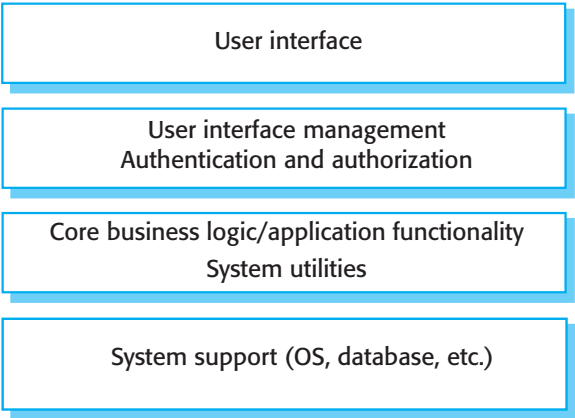 User interface
User interface management
Authentication and authorization
Core business logic/application functionality
System utilities
System support (OS, database, etc.)